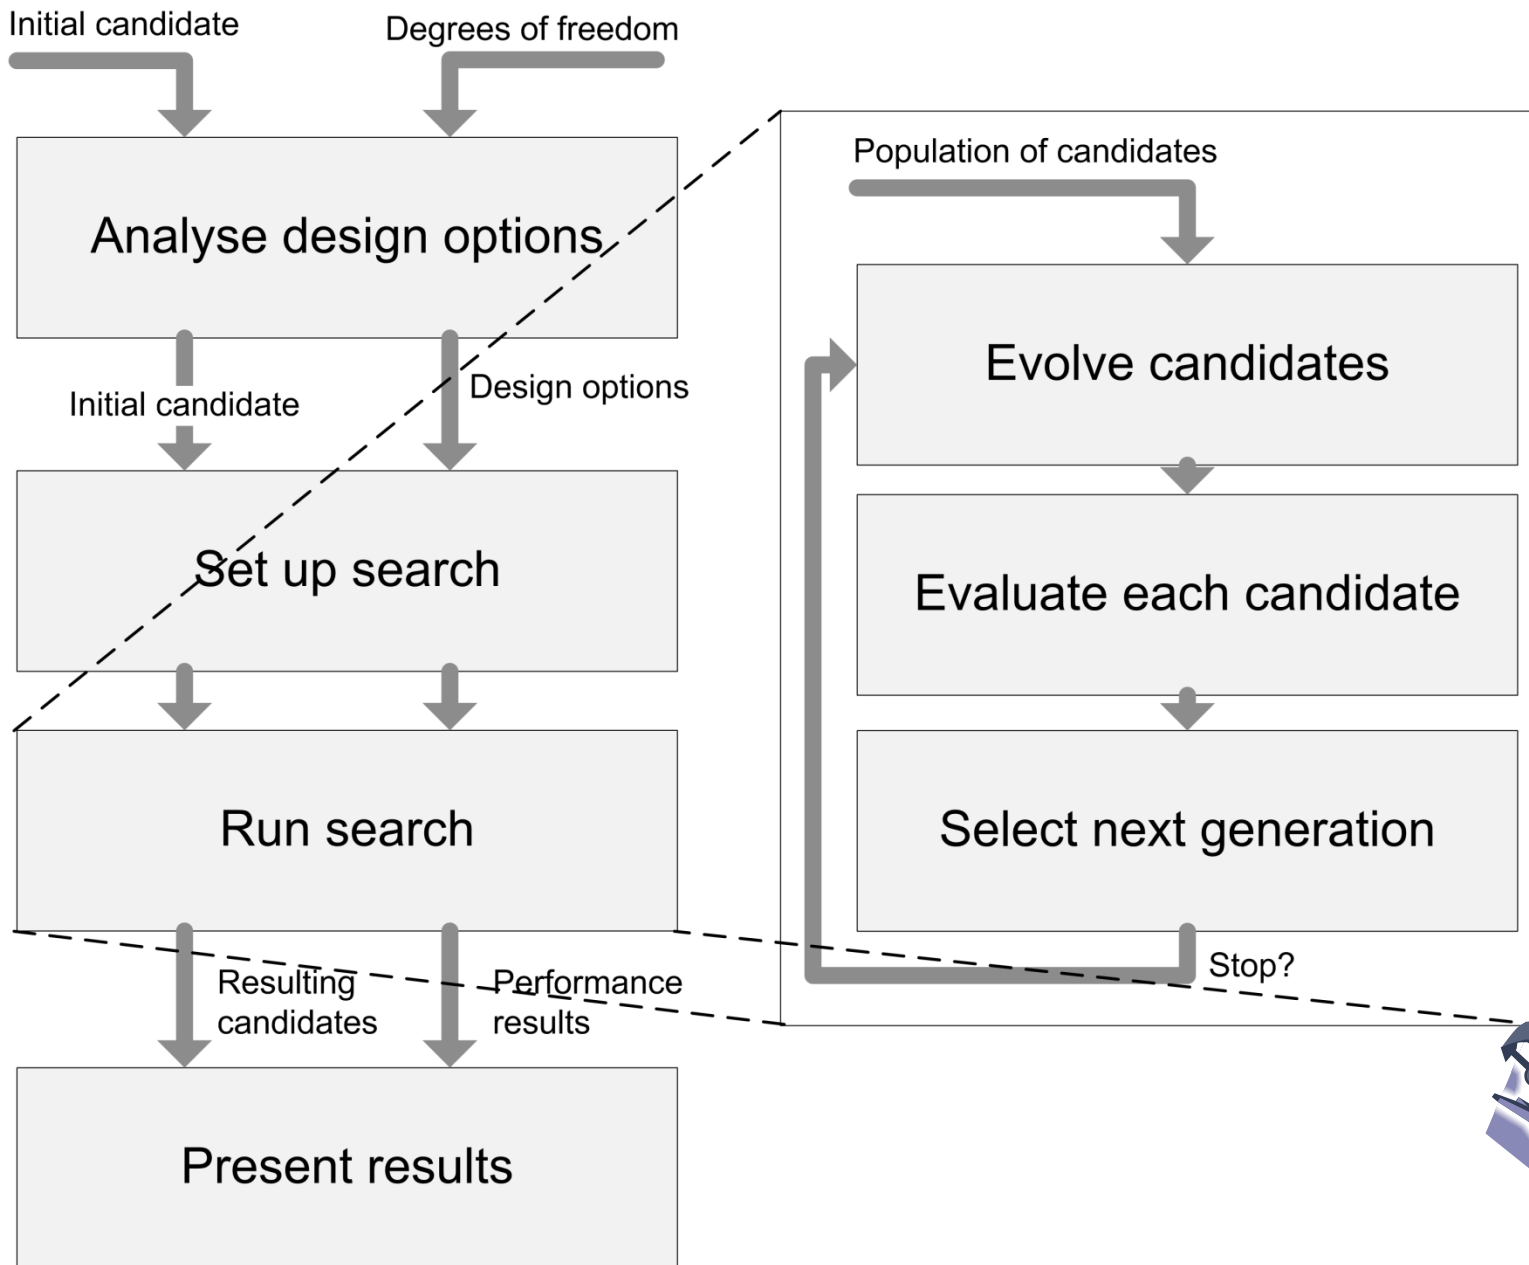 Initial candidate
Degrees of freedom
Analyse design options
Initial candidate
Design options
Set up search
Run search
Resulting
candidates
Performance
results
Present results
Population of candidates
Evolve candidates
Evaluate each candidate
Select next generation
Stop?